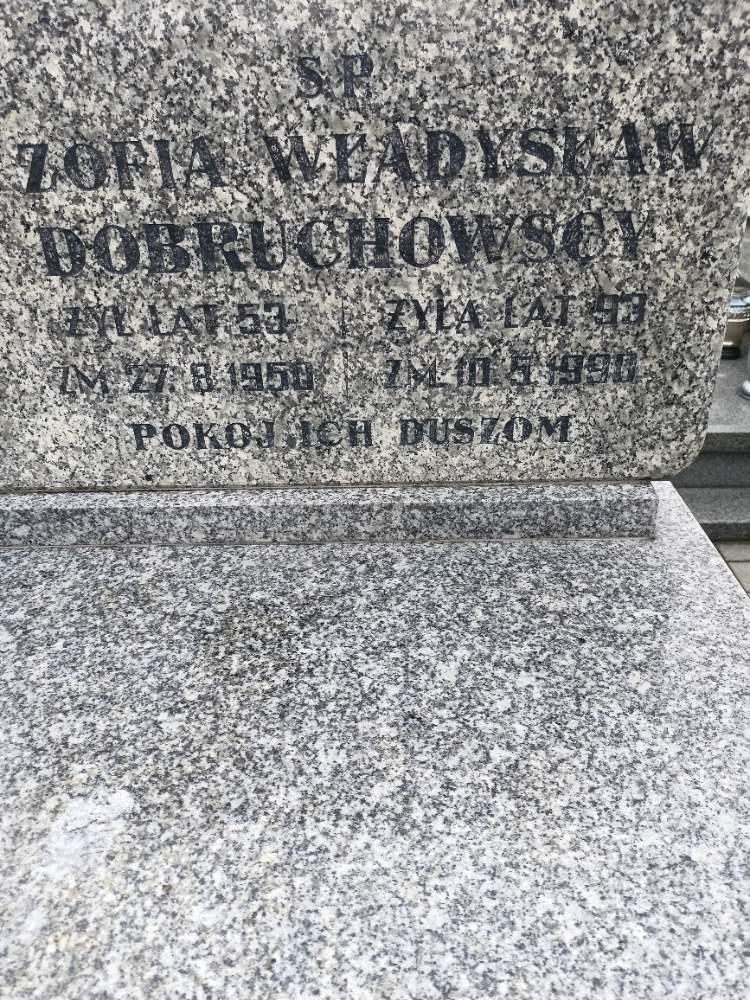 Ś.P.
ZOFIA WŁADYSŁAW
DOBRUCHOWSCY
ŻYŁ LAT 53 ŻYŁA LAT 93
ZM. 27.8.1950 ZM. 10.5.1990
POKÓJ ICH DUSZOM